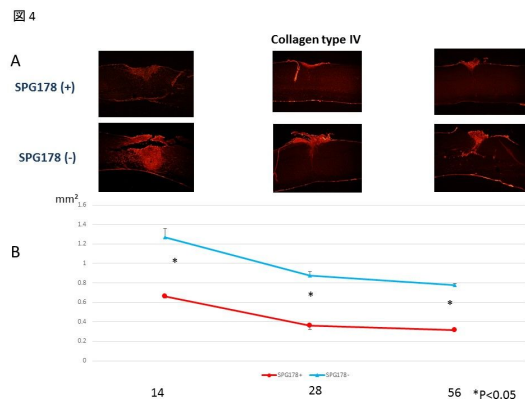 図 4
Collagen type IV
A
SPG178 (+)
SPG178 (-)
mm²
B
1.6
1.4
1.2
1
0.8
0.6
0.4
0.2
0
*
*
*
SPG178+ SPG178-
14 28 56 *P<0.05